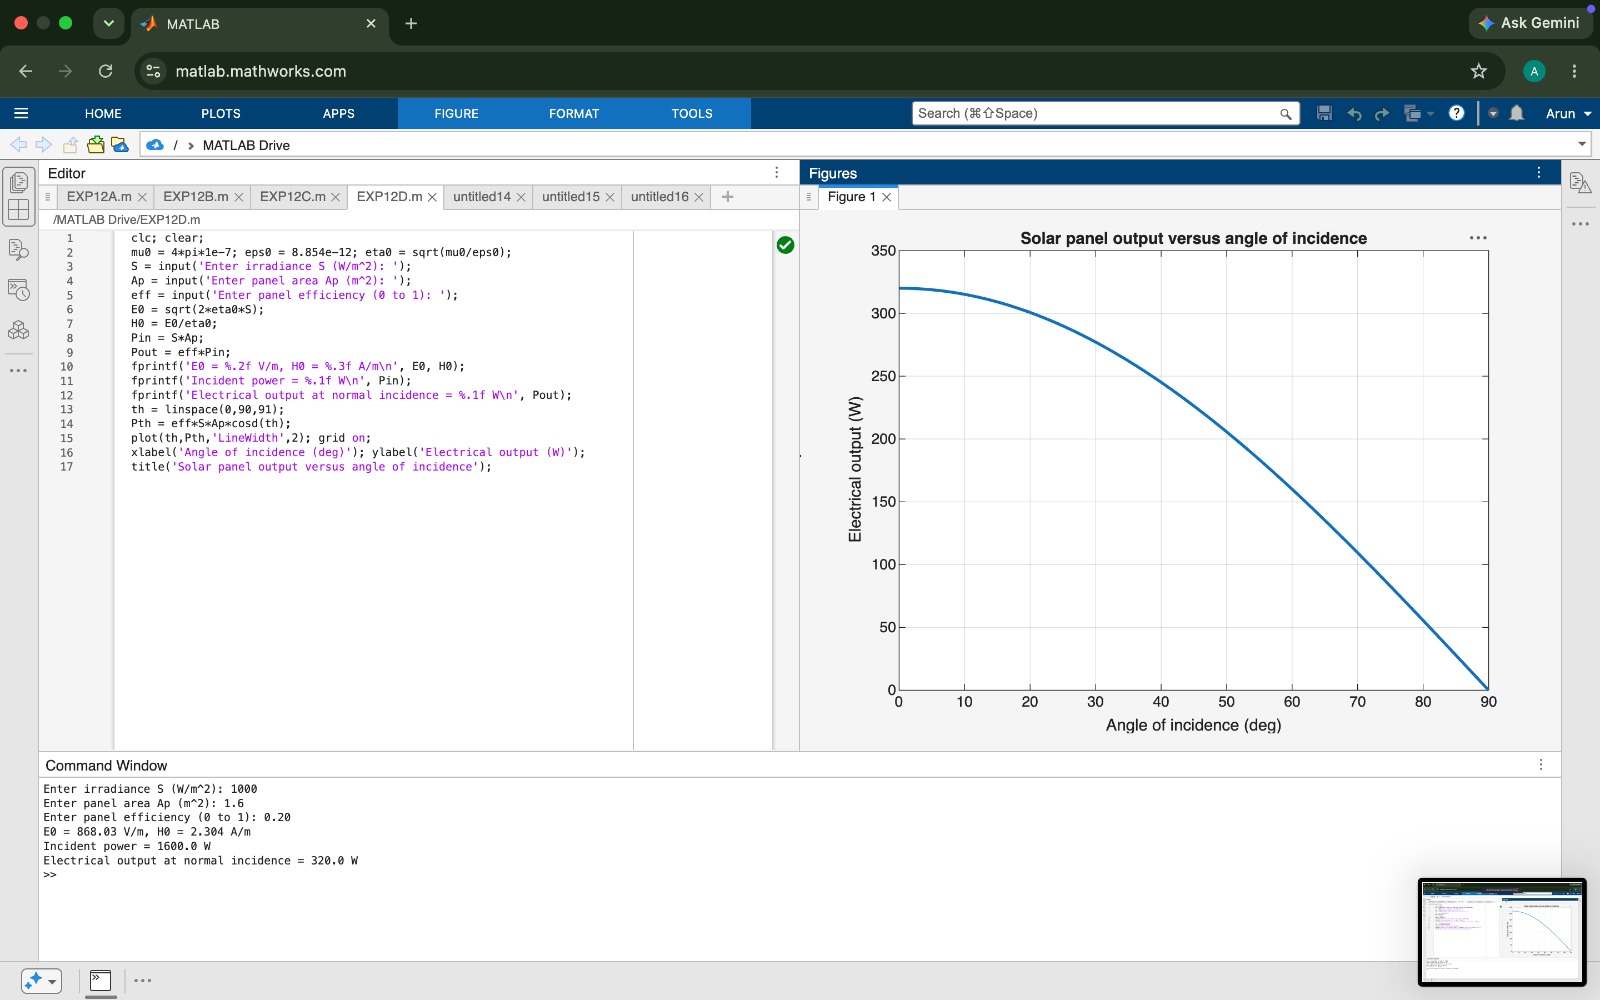 MATLAB
Ask Gemini
matlab.mathworks.com
A
HOME PLOTS APPS FIGURE FORMAT TOOLS
Search (⌘⇧Space)
Arun
/ › MATLAB Drive
Editor
EXP12A.m EXP12B.m EXP12C.m EXP12D.m untitled14 untitled15 untitled16
/MATLAB Drive/EXP12D.m
1 clc; clear;
2 mu0 = 4*pi*1e-7; eps0 = 8.854e-12; eta0 = sqrt(mu0/eps0);
3 S = input('Enter irradiance S (W/m^2): ');
4 Ap = input('Enter panel area Ap (m^2): ');
5 eff = input('Enter panel efficiency (0 to 1): ');
6 E0 = sqrt(2*eta0*S);
7 H0 = E0/eta0;
8 Pin = S*Ap;
9 Pout = eff*Pin;
10 fprintf('E0 = %.2f V/m, H0 = %.3f A/m\n', E0, H0);
11 fprintf('Incident power = %.1f W\n', Pin);
12 fprintf('Electrical output at normal incidence = %.1f W\n', Pout);
13 th = linspace(0,90,91);
14 Pth = eff*S*Ap*cosd(th);
15 plot(th,Pth,'LineWidth',2); grid on;
16 xlabel('Angle of incidence (deg)'); ylabel('Electrical output (W)');
17 title('Solar panel output versus angle of incidence');
Figures
Figure 1
Solar panel output versus angle of incidence
350
300
250
200
150
100
50
0
Electrical output (W)
0 10 20 30 40 50 60 70 80 90
Angle of incidence (deg)
Command Window
Enter irradiance S (W/m^2): 1000
Enter panel area Ap (m^2): 1.6
Enter panel efficiency (0 to 1): 0.20
E0 = 868.03 V/m, H0 = 2.304 A/m
Incident power = 1600.0 W
Electrical output at normal incidence = 320.0 W
>>